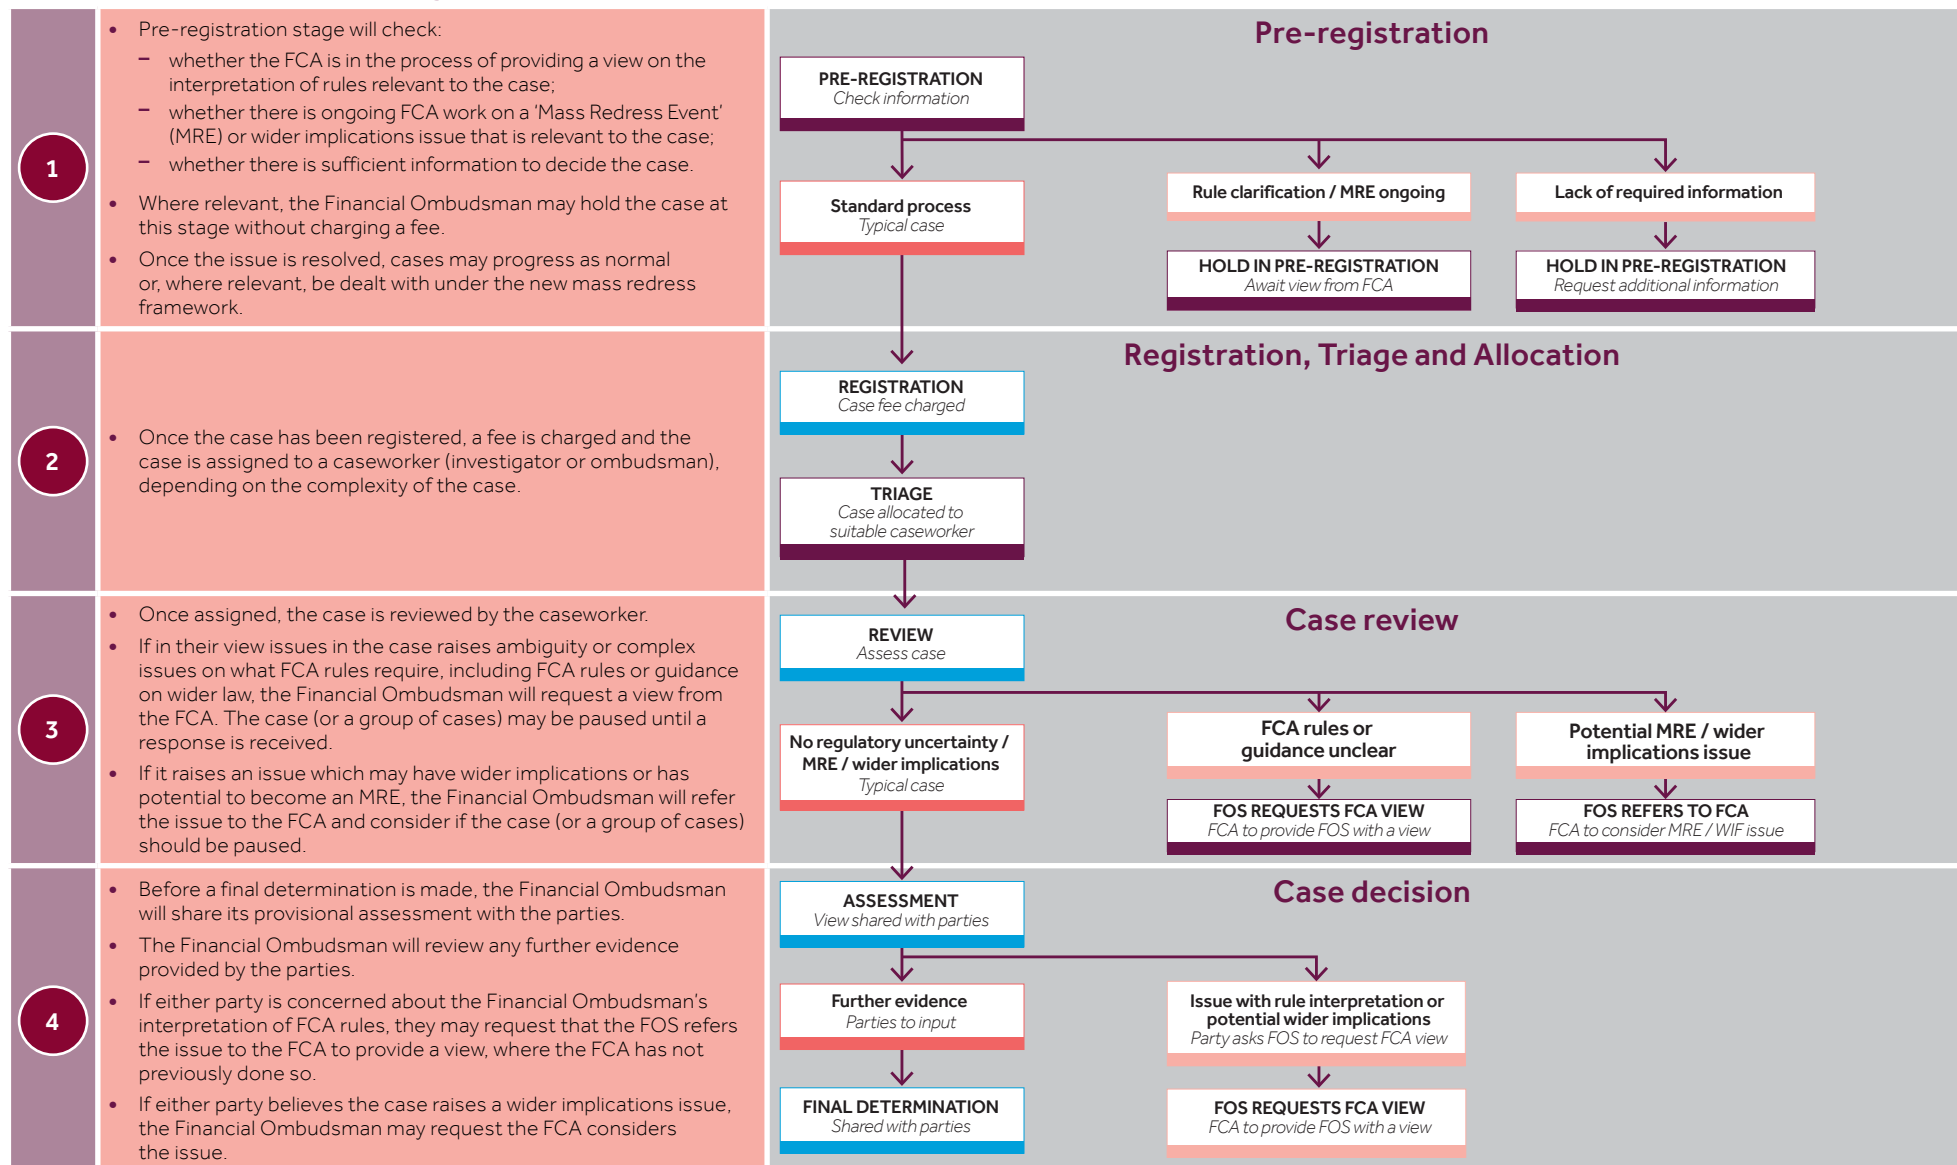 1
• Pre-registration stage will check:
– whether the FCA is in the process of providing a view on the
interpretation of rules relevant to the case;
– whether there is ongoing FCA work on a ‘Mass Redress Event’
(MRE) or wider implications issue that is relevant to the case;
– whether there is sufficient information to decide the case.
• Where relevant, the Financial Ombudsman may hold the case at
this stage without charging a fee.
• Once the issue is resolved, cases may progress as normal
or, where relevant, be dealt with under the new mass redress
framework.
Pre-registration
PRE-REGISTRATION
Check information
Standard process
Typical case
Rule clarification / MRE ongoing
HOLD IN PRE-REGISTRATION
Await view from FCA
Lack of required information
HOLD IN PRE-REGISTRATION
Request additional information
2
• Once the case has been registered, a fee is charged and the
case is assigned to a caseworker (investigator or ombudsman),
depending on the complexity of the case.
Registration, Triage and Allocation
REGISTRATION
Case fee charged
TRIAGE
Case allocated to
suitable caseworker
3
• Once assigned, the case is reviewed by the caseworker.
• If in their view issues in the case raises ambiguity or complex
issues on what FCA rules require, including FCA rules or guidance
on wider law, the Financial Ombudsman will request a view from
the FCA. The case (or a group of cases) may be paused until a
response is received.
• If it raises an issue which may have wider implications or has
potential to become an MRE, the Financial Ombudsman will refer
the issue to the FCA and consider if the case (or a group of cases)
should be paused.
Case review
REVIEW
Assess case
No regulatory uncertainty /
MRE / wider implications
Typical case
FCA rules or
guidance unclear
FOS REQUESTS FCA VIEW
FCA to provide FOS with a view
Potential MRE / wider
implications issue
FOS REFERS TO FCA
FCA to consider MRE / WIF issue
4
• Before a final determination is made, the Financial Ombudsman
will share its provisional assessment with the parties.
• The Financial Ombudsman will review any further evidence
provided by the parties.
• If either party is concerned about the Financial Ombudsman’s
interpretation of FCA rules, they may request that the FOS refers
the issue to the FCA to provide a view, where the FCA has not
previously done so.
• If either party believes the case raises a wider implications issue,
the Financial Ombudsman may request the FCA considers
the issue.
Case decision
ASSESSMENT
View shared with parties
Further evidence
Parties to input
FINAL DETERMINATION
Shared with parties
Issue with rule interpretation or
potential wider implications
Party asks FOS to request FCA view
FOS REQUESTS FCA VIEW
FCA to provide FOS with a view